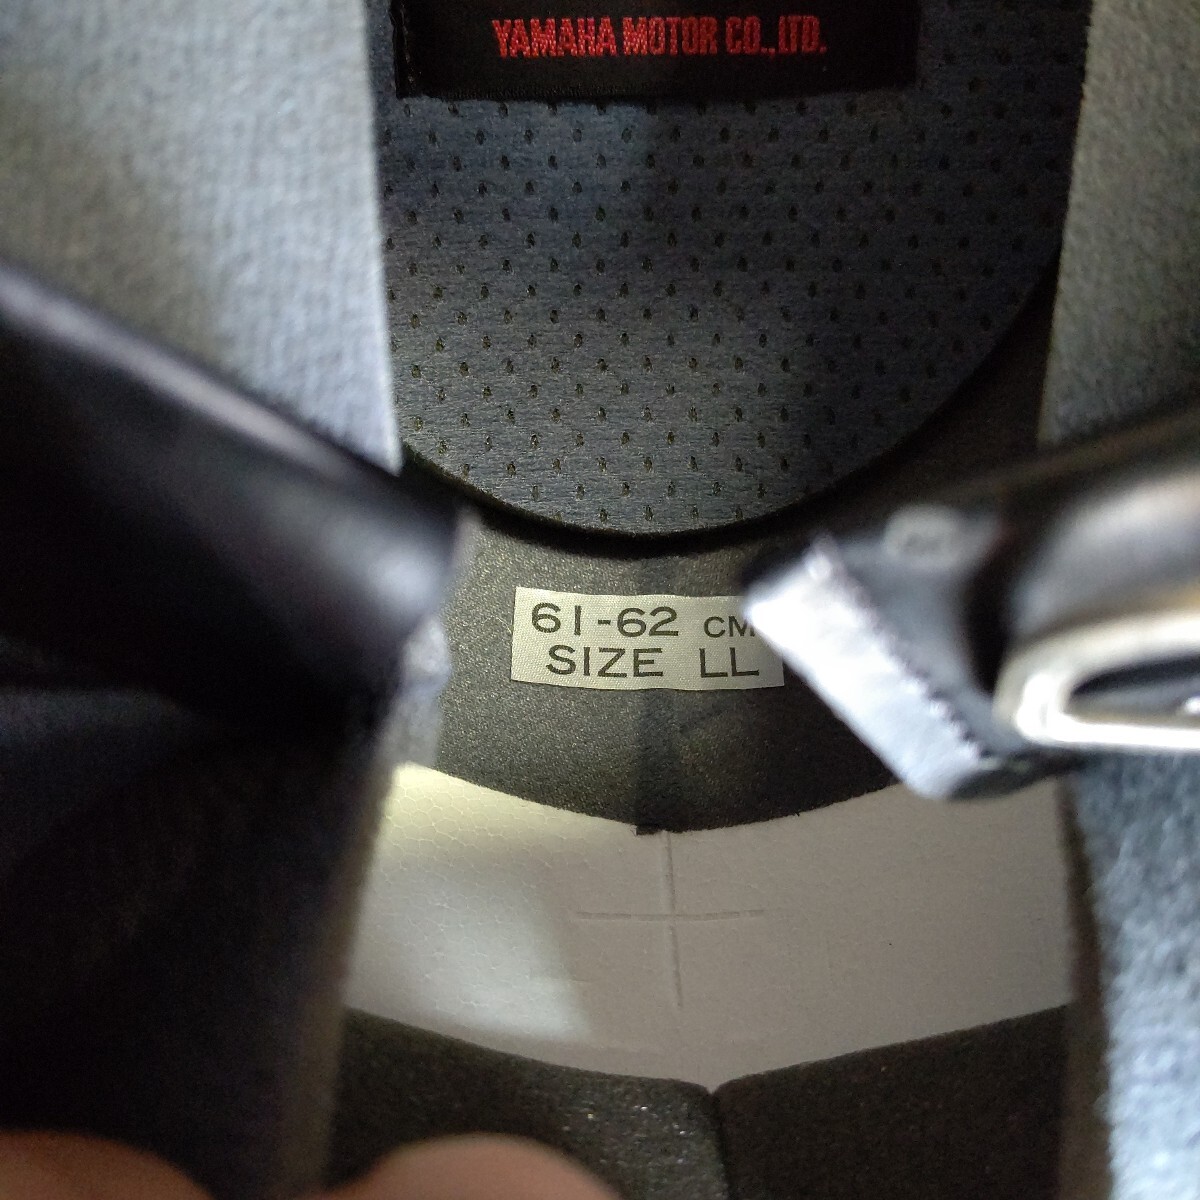 YAMAHA MOTOR CO.,LTD.
61-62 CM
SIZE LL